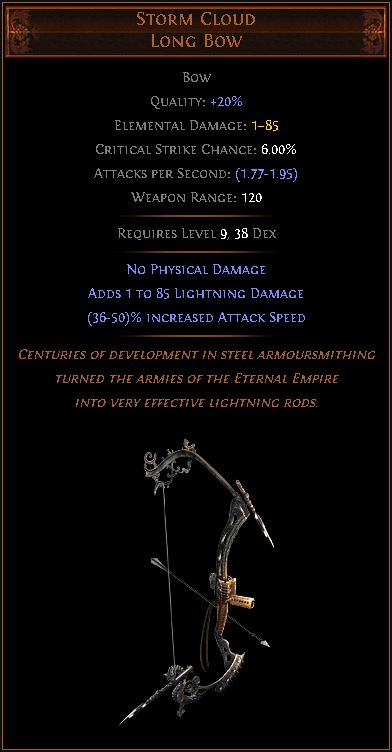 Storm Cloud
Long Bow
Bow
Quality: +20%
Elemental Damage: 1–85
Critical Strike Chance: 6.00%
Attacks per Second: (1.77-1.95)
Weapon Range: 120
Requires Level 9, 38 Dex
No Physical Damage
Adds 1 to 85 Lightning Damage
(36-50)% increased Attack Speed
Centuries of development in steel armoursmithing
turned the armies of the Eternal Empire
into very effective lightning rods.